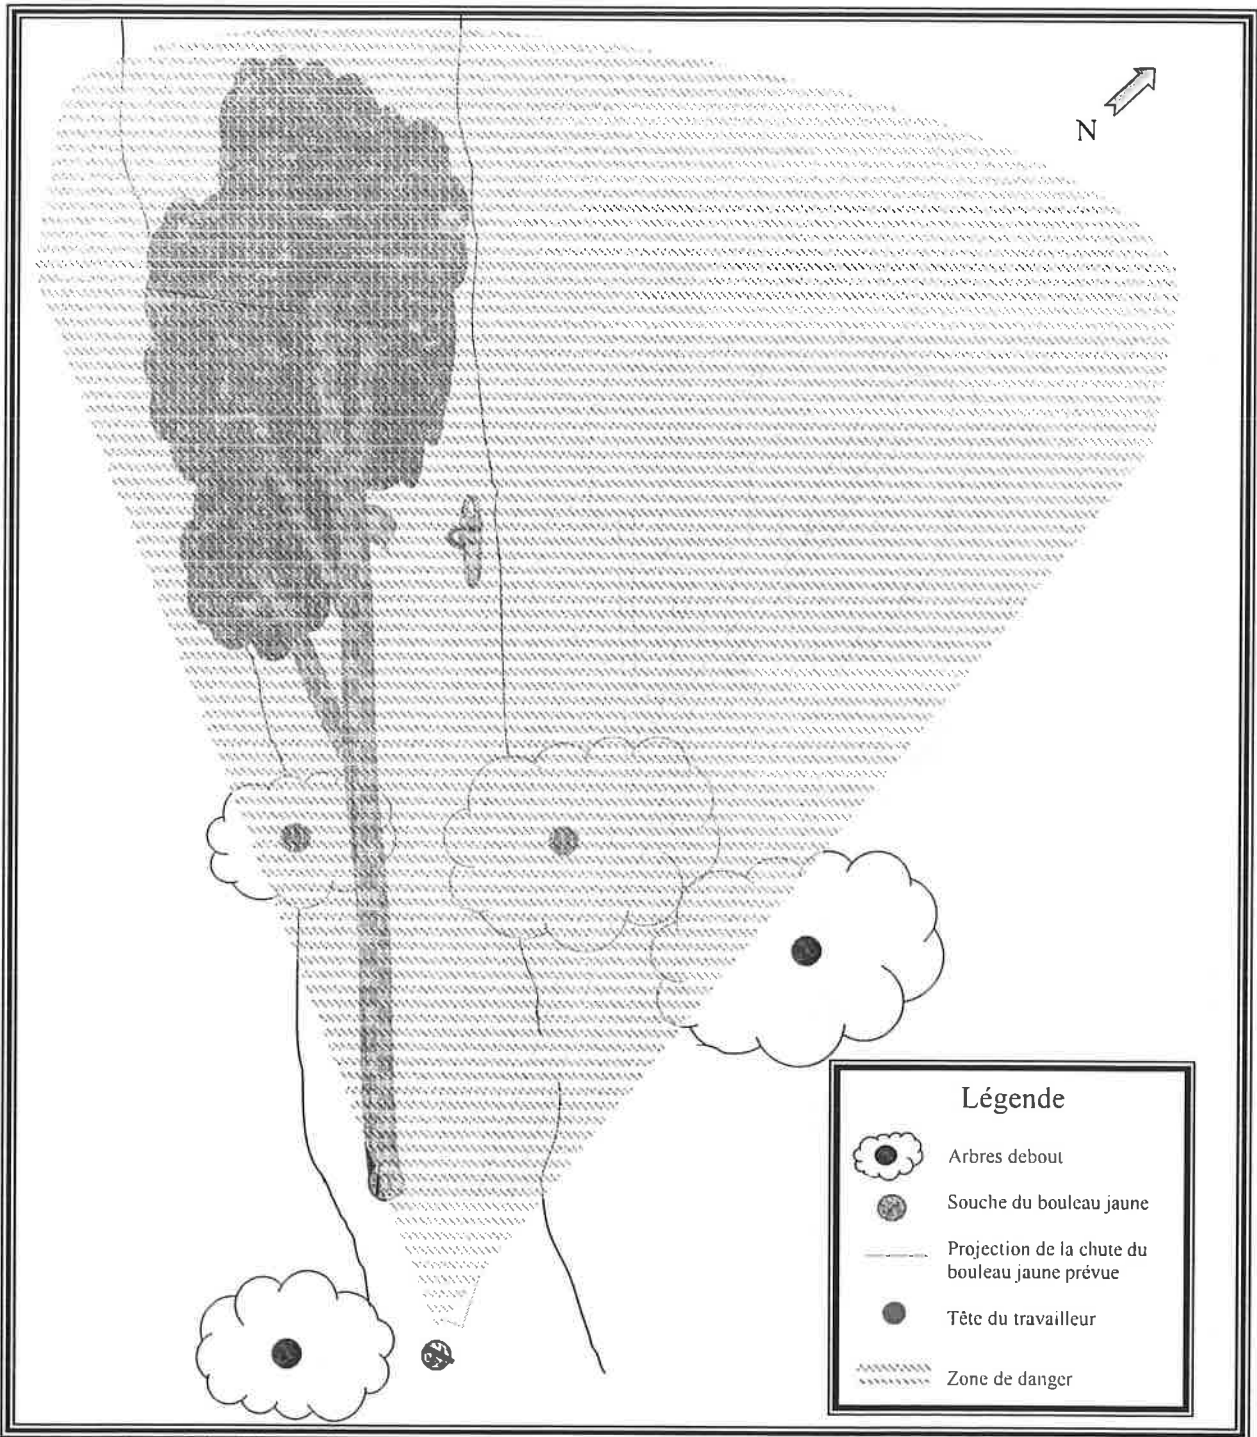 N
Légende
Arbres debout
Souche du bouleau jaune
Projection de la chute du
bouleau jaune prévue
Tête du travailleur
Zone de danger